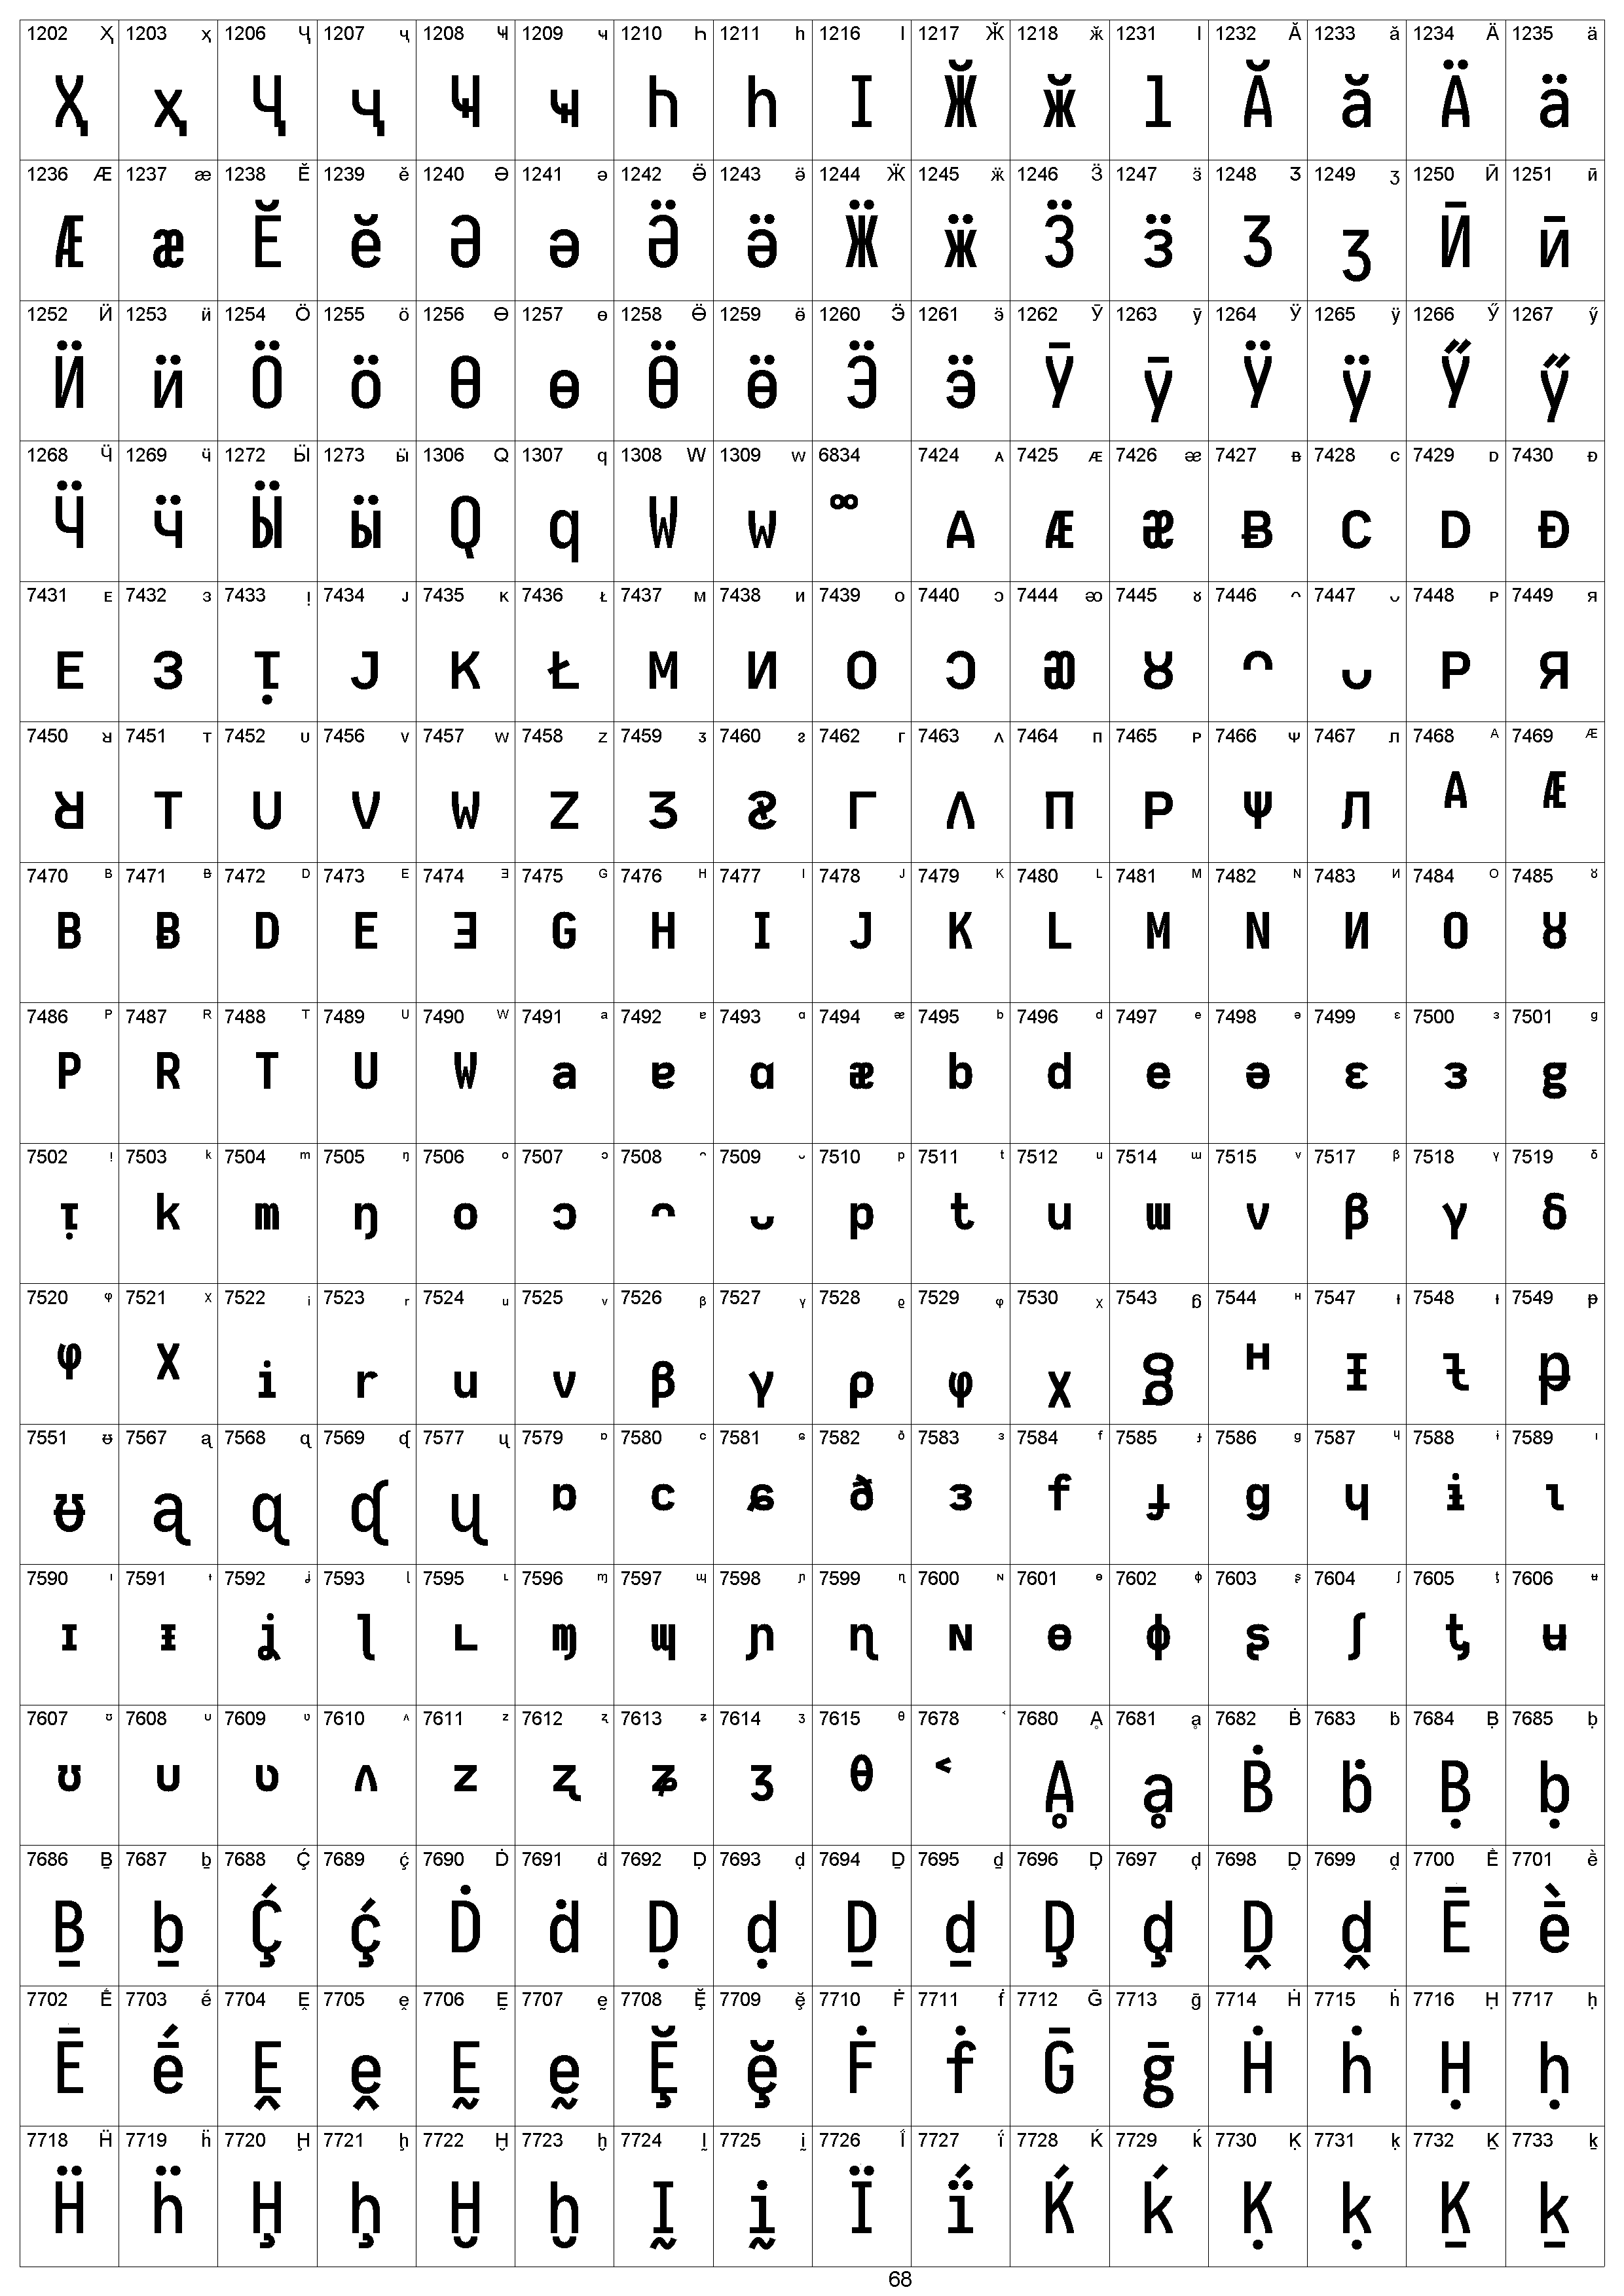 1202 Ҳ 1203 ҳ 1206 Ҷ 1207 ҷ 1208 Ҹ 1209 ҹ 1210 Һ 1211 һ 1216 Ӏ 1217 Ӂ 1218 ӂ 1231 ӏ 1232 Ӑ 1233 ӑ 1234 Ӓ 1235 ӓ
Ҳ ҳ Ҷ ҷ Ҹ ҹ Һ һ Ӏ Ӂ ӂ ӏ Ӑ ӑ Ӓ ӓ
1236 Ӕ 1237 ӕ 1238 Ӗ 1239 ӗ 1240 Ә 1241 ә 1242 Ӛ 1243 ӛ 1244 Ӝ 1245 ӝ 1246 Ӟ 1247 ӟ 1248 Ӡ 1249 ӡ 1250 Ӣ 1251 ӣ
Ӕ ӕ Ӗ ӗ Ә ә Ӛ ӛ Ӝ ӝ Ӟ ӟ Ӡ ӡ Ӣ ӣ
1252 Ӥ 1253 ӥ 1254 Ӧ 1255 ӧ 1256 Ө 1257 ө 1258 Ӫ 1259 ӫ 1260 Ӭ 1261 ӭ 1262 Ӯ 1263 ӯ 1264 Ӱ 1265 ӱ 1266 Ӳ 1267 ӳ
Ӥ ӥ Ӧ ӧ Ө ө Ӫ ӫ Ӭ ӭ Ӯ ӯ Ӱ ӱ Ӳ ӳ
1268 Ӵ 1269 ӵ 1272 Ӹ 1273 ӹ 1306 Ԛ 1307 ԛ 1308 Ԝ 1309 ԝ 6834 7424 ᴀ 7425 ᴁ 7426 ᴂ 7427 ᴃ 7428 ᴄ 7429 ᴅ 7430 ᴆ
Ӵ ӵ Ӹ ӹ Ԛ ԛ Ԝ ԝ ᪲ ᴀ ᴁ ᴂ ᴃ ᴄ ᴅ ᴆ
7431 ᴇ 7432 ᴈ 7433 ᴉ 7434 ᴊ 7435 ᴋ 7436 ᴌ 7437 ᴍ 7438 ᴎ 7439 ᴏ 7440 ᴐ 7444 ᴔ 7445 ᴕ 7446 ᴖ 7447 ᴗ 7448 ᴘ 7449 ᴙ
ᴇ ᴈ ᴉ ᴊ ᴋ ᴌ ᴍ ᴎ ᴏ ᴐ ᴔ ᴕ ᴖ ᴗ ᴘ ᴙ
7450 ᴚ 7451 ᴛ 7452 ᴜ 7456 ᴠ 7457 ᴡ 7458 ᴢ 7459 ᴣ 7460 ᴤ 7462 ᴦ 7463 ᴧ 7464 ᴨ 7465 ᴩ 7466 ᴪ 7467 ᴫ 7468 ᴬ 7469 ᴭ
ᴚ ᴛ ᴜ ᴠ ᴡ ᴢ ᴣ ᴤ ᴦ ᴧ ᴨ ᴩ ᴪ ᴫ ᴬ ᴭ
7470 ᴮ 7471 ᴯ 7472 ᴰ 7473 ᴱ 7474 ᴲ 7475 ᴳ 7476 ᴴ 7477 ᴵ 7478 ᴶ 7479 ᴷ 7480 ᴸ 7481 ᴹ 7482 ᴺ 7483 ᴻ 7484 ᴼ 7485 ᴽ
ᴮ ᴯ ᴰ ᴱ ᴲ ᴳ ᴴ ᴵ ᴶ ᴷ ᴸ ᴹ ᴺ ᴻ ᴼ ᴽ
7486 ᴾ 7487 ᴿ 7488 ᵀ 7489 ᵁ 7490 ᵂ 7491 ᵃ 7492 ᵄ 7493 ᵅ 7494 ᵆ 7495 ᵇ 7496 ᵈ 7497 ᵉ 7498 ᵊ 7499 ᵋ 7500 ᵌ 7501 ᵍ
ᴾ ᴿ ᵀ ᵁ ᵂ ᵃ ᵄ ᵅ ᵆ ᵇ ᵈ ᵉ ᵊ ᵋ ᵌ ᵍ
7502 ᵎ 7503 ᵏ 7504 ᵐ 7505 ᵑ 7506 ᵒ 7507 ᵓ 7508 ᵔ 7509 ᵕ 7510 ᵖ 7511 ᵗ 7512 ᵘ 7514 ᵚ 7515 ᵛ 7517 ᵝ 7518 ᵞ 7519 ᵟ
ᵎ ᵏ ᵐ ᵑ ᵒ ᵓ ᵔ ᵕ ᵖ ᵗ ᵘ ᵚ ᵛ ᵝ ᵞ ᵟ
7520 ᵠ 7521 ᵡ 7522 ᵢ 7523 ᵣ 7524 ᵤ 7525 ᵥ 7526 ᵦ 7527 ᵧ 7528 ᵨ 7529 ᵩ 7530 ᵪ 7543 ᵷ 7544 ᵸ 7547 ᵻ 7548 ᵼ 7549 ᵽ
ᵠ ᵡ ᵢ ᵣ ᵤ ᵥ ᵦ ᵧ ᵨ ᵩ ᵪ ᵷ ᵸ ᵻ ᵼ ᵽ
7551 ᵿ 7567 ᶏ 7568 ᶐ 7569 ᶑ 7577 ᶙ 7579 ᶛ 7580 ᶜ 7581 ᶝ 7582 ᶞ 7583 ᶟ 7584 ᶠ 7585 ᶡ 7586 ᶢ 7587 ᶣ 7588 ᶤ 7589 ᶥ
ᵿ ᶏ ᶐ ᶑ ᶙ ᶛ ᶜ ᶝ ᶞ ᶟ ᶠ ᶡ ᶢ ᶣ ᶤ ᶥ
7590 ᶦ 7591 ᶧ 7592 ᶨ 7593 ᶩ 7595 ᶫ 7596 ᶬ 7597 ᶭ 7598 ᶮ 7599 ᶯ 7600 ᶰ 7601 ᶱ 7602 ᶲ 7603 ᶳ 7604 ᶴ 7605 ᶵ 7606 ᶶ
ᶦ ᶧ ᶨ ᶩ ᶫ ᶬ ᶭ ᶮ ᶯ ᶰ ᶱ ᶲ ᶳ ᶴ ᶵ ᶶ
7607 ᶷ 7608 ᶸ 7609 ᶹ 7610 ᶺ 7611 ᶻ 7612 ᶼ 7613 ᶽ 7614 ᶾ 7615 ᶿ 7678 ᷾ 7680 Ḁ 7681 ḁ 7682 Ḃ 7683 ḃ 7684 Ḅ 7685 ḅ
ᶷ ᶸ ᶹ ᶺ ᶻ ᶼ ᶽ ᶾ ᶿ ᷾ Ḁ ḁ Ḃ ḃ Ḅ ḅ
7686 Ḇ 7687 ḇ 7688 Ḉ 7689 ḉ 7690 Ḋ 7691 ḋ 7692 Ḍ 7693 ḍ 7694 Ḏ 7695 ḏ 7696 Ḑ 7697 ḑ 7698 Ḓ 7699 ḓ 7700 Ḕ 7701 ḕ
Ḇ ḇ Ḉ ḉ Ḋ ḋ Ḍ ḍ Ḏ ḏ Ḑ ḑ Ḓ ḓ Ē ḕ
7702 Ḗ 7703 ḗ 7704 Ḙ 7705 ḙ 7706 Ḛ 7707 ḛ 7708 Ḝ 7709 ḝ 7710 Ḟ 7711 ḟ 7712 Ḡ 7713 ḡ 7714 Ḣ 7715 ḣ 7716 Ḥ 7717 ḥ
Ē ḗ Ḙ ḙ Ḛ ḛ Ḝ ḝ Ḟ ḟ Ḡ ḡ Ḣ ḣ Ḥ ḥ
7718 Ḧ 7719 ḧ 7720 Ḩ 7721 ḩ 7722 Ḫ 7723 ḫ 7724 Ḭ 7725 ḭ 7726 Ḯ 7727 ḯ 7728 Ḱ 7729 ḱ 7730 Ḳ 7731 ḳ 7732 Ḵ 7733 ḵ
Ḧ ḧ Ḩ ḩ Ḫ ḫ Ḭ ḭ Ï ḯ Ḱ ḱ Ḳ ḳ Ḵ ḵ
68